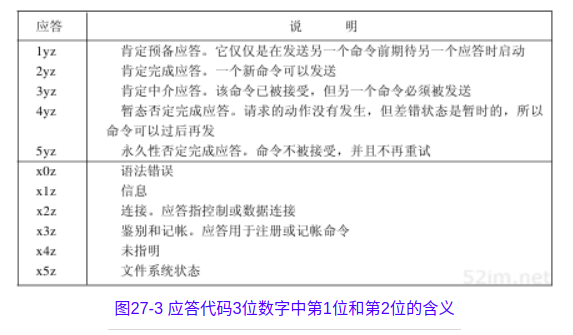 应答 说 明
1yz 肯定预备应答。它仅仅是在发送另一个命令前期待另一个应答时启动
2yz 肯定完成应答。一个新命令可以发送
3yz 肯定中介应答。该命令已被接受，但另一个命令必须被发送
4yz 暂态否定完成应答。请求的动作没有发生，但差错状态是暂时的，所以
命令可以过后再发
5yz 永久性否定完成应答。命令不被接受，并且不再重试
x0z 语法错误
x1z 信息
x2z 连接。应答指控制或数据连接
x3z 鉴别和记帐。应答用于注册或记帐命令
x4z 未指明
x5z 文件系统状态
52im.net
图27-3 应答代码3位数字中第1位和第2位的含义